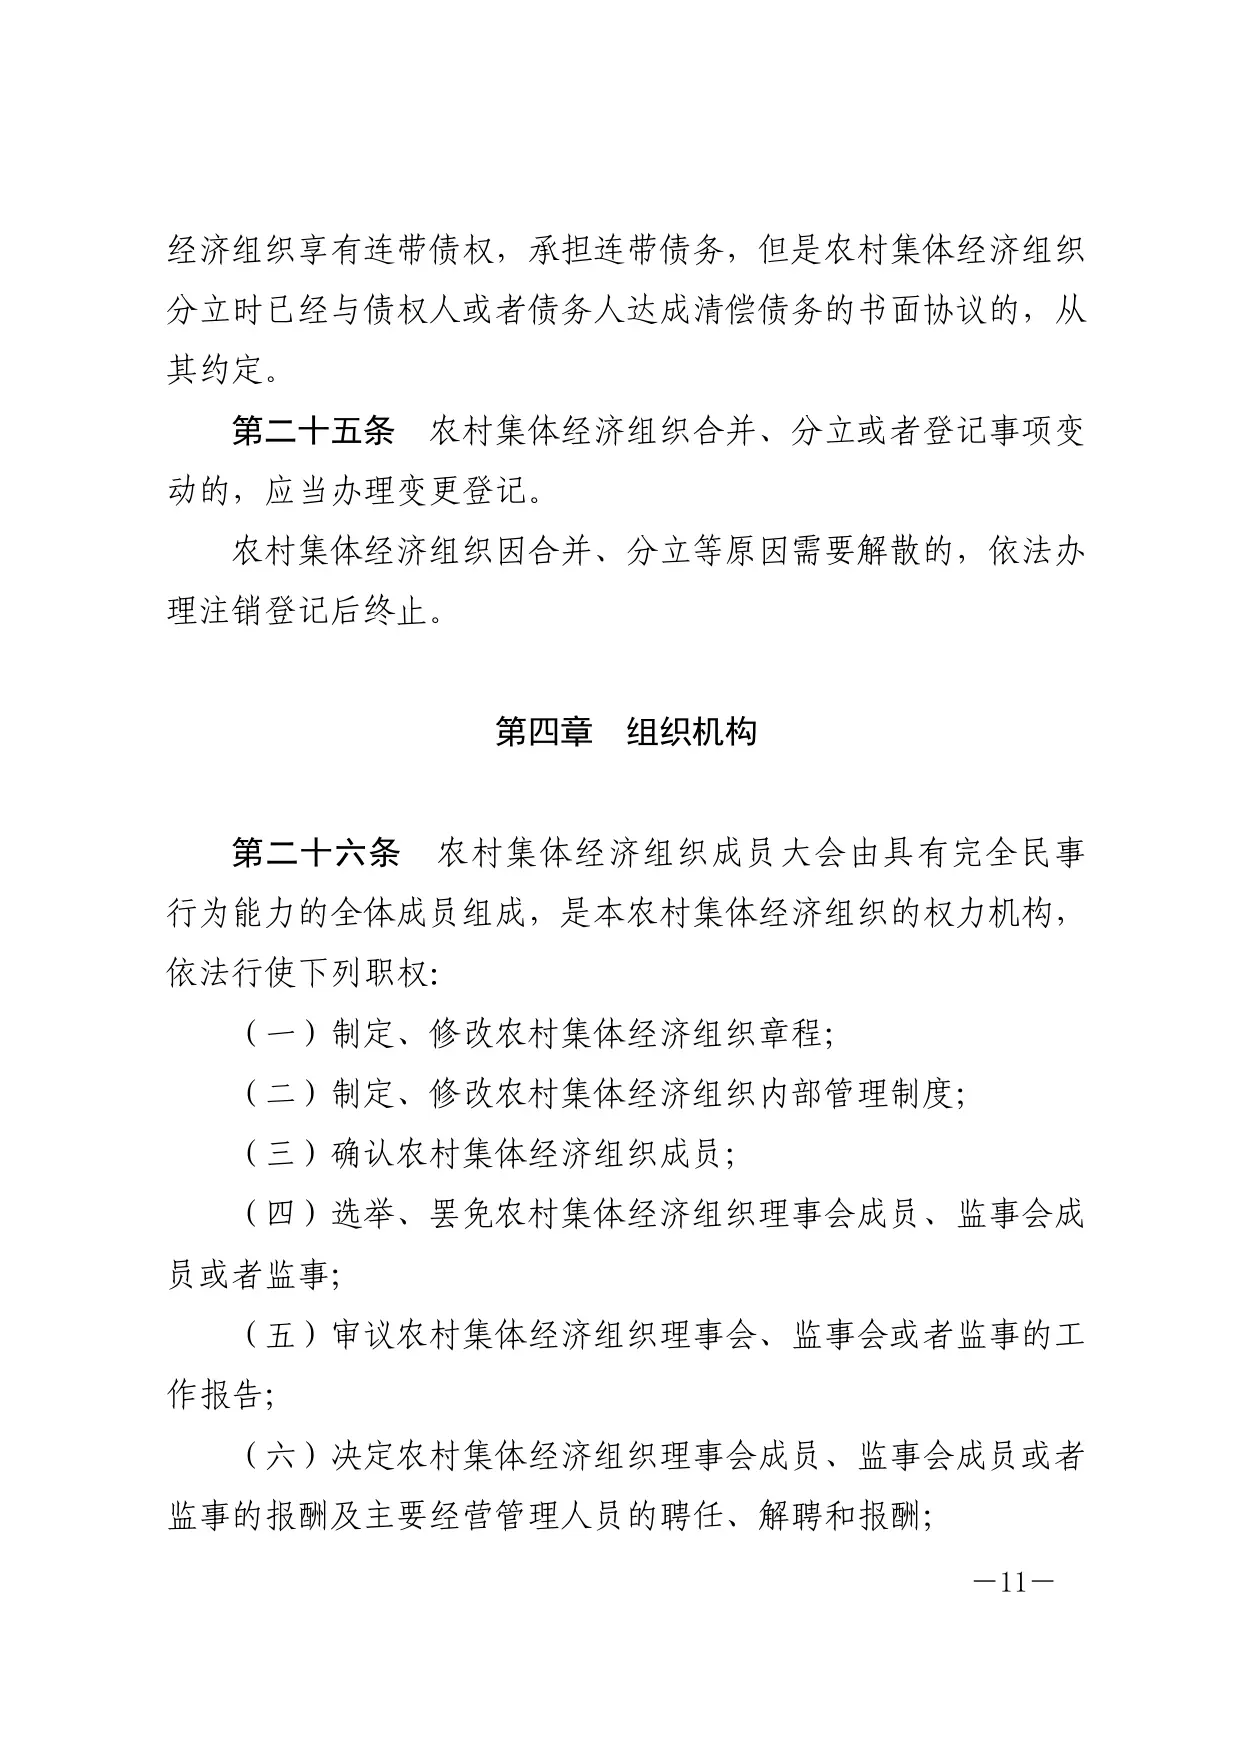 经济组织享有连带债权，承担连带债务，但是农村集体经济组织
分立时已经与债权人或者债务人达成清偿债务的书面协议的，从
其约定。
第二十五条　农村集体经济组织合并、分立或者登记事项变
动的，应当办理变更登记。
农村集体经济组织因合并、分立等原因需要解散的，依法办
理注销登记后终止。
第四章　组织机构
第二十六条　农村集体经济组织成员大会由具有完全民事
行为能力的全体成员组成，是本农村集体经济组织的权力机构，
依法行使下列职权：
（一）制定、修改农村集体经济组织章程；
（二）制定、修改农村集体经济组织内部管理制度；
（三）确认农村集体经济组织成员；
（四）选举、罢免农村集体经济组织理事会成员、监事会成
员或者监事；
（五）审议农村集体经济组织理事会、监事会或者监事的工
作报告；
（六）决定农村集体经济组织理事会成员、监事会成员或者
监事的报酬及主要经营管理人员的聘任、解聘和报酬；
—11—